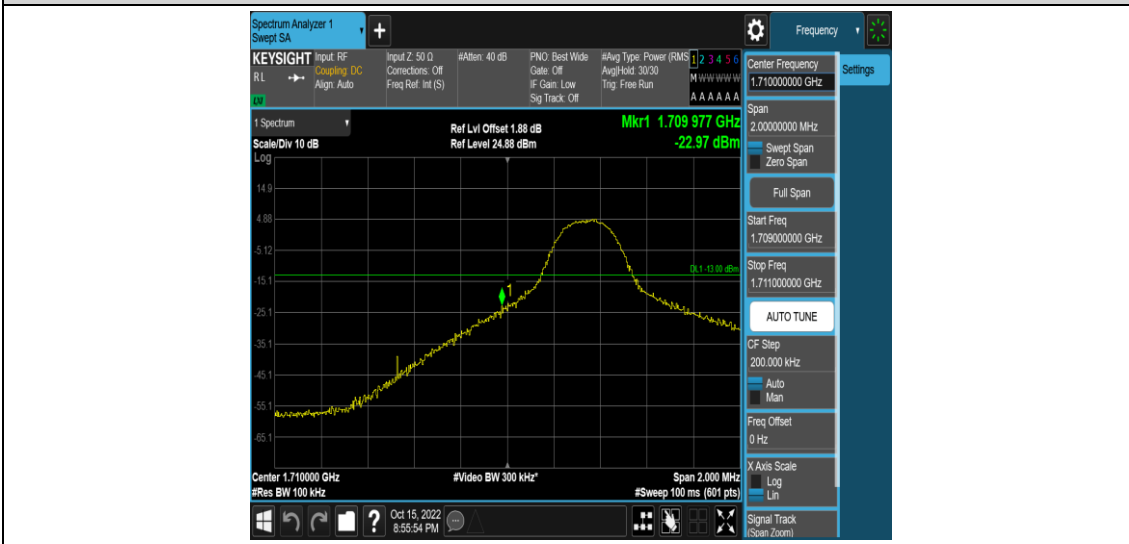 Spectrum Analyzer 1
Swept SA
+
Frequency
KEYSIGHT
RL
LXI
Input: RF
Coupling: DC
Align: Auto
Input Z: 50 Ω
Corrections: Off
Freq Ref: Int (S)
#Atten: 40 dB
PNO: Best Wide
Gate: Off
IF Gain: Low
Sig Track: Off
#Avg Type: Power (RMS
Avg|Hold: 30/30
Trig: Free Run
1 2 3 4 5 6
M W W W W W
A A A A A A
Center Frequency
1.710000000 GHz
Settings
1 Spectrum
Scale/Div 10 dB
Ref Lvl Offset 1.88 dB
Ref Level 24.88 dBm
Mkr1 1.709 977 GHz
-22.97 dBm
Log
14.9
4.88
-5.12
-15.1
-25.1
-35.1
-45.1
-55.1
-65.1
DL1 -13.00 dBm
1
Span
2.00000000 MHz
Swept Span
Zero Span
Full Span
Start Freq
1.709000000 GHz
Stop Freq
1.711000000 GHz
AUTO TUNE
CF Step
200.000 kHz
Auto
Man
Freq Offset
0 Hz
X Axis Scale
Log
Lin
Signal Track
(Span Zoom)
Center 1.710000 GHz
#Res BW 100 kHz
#Video BW 300 kHz*
Span 2.000 MHz
#Sweep 100 ms (601 pts)
?
Oct 15, 2022
8:55:54 PM